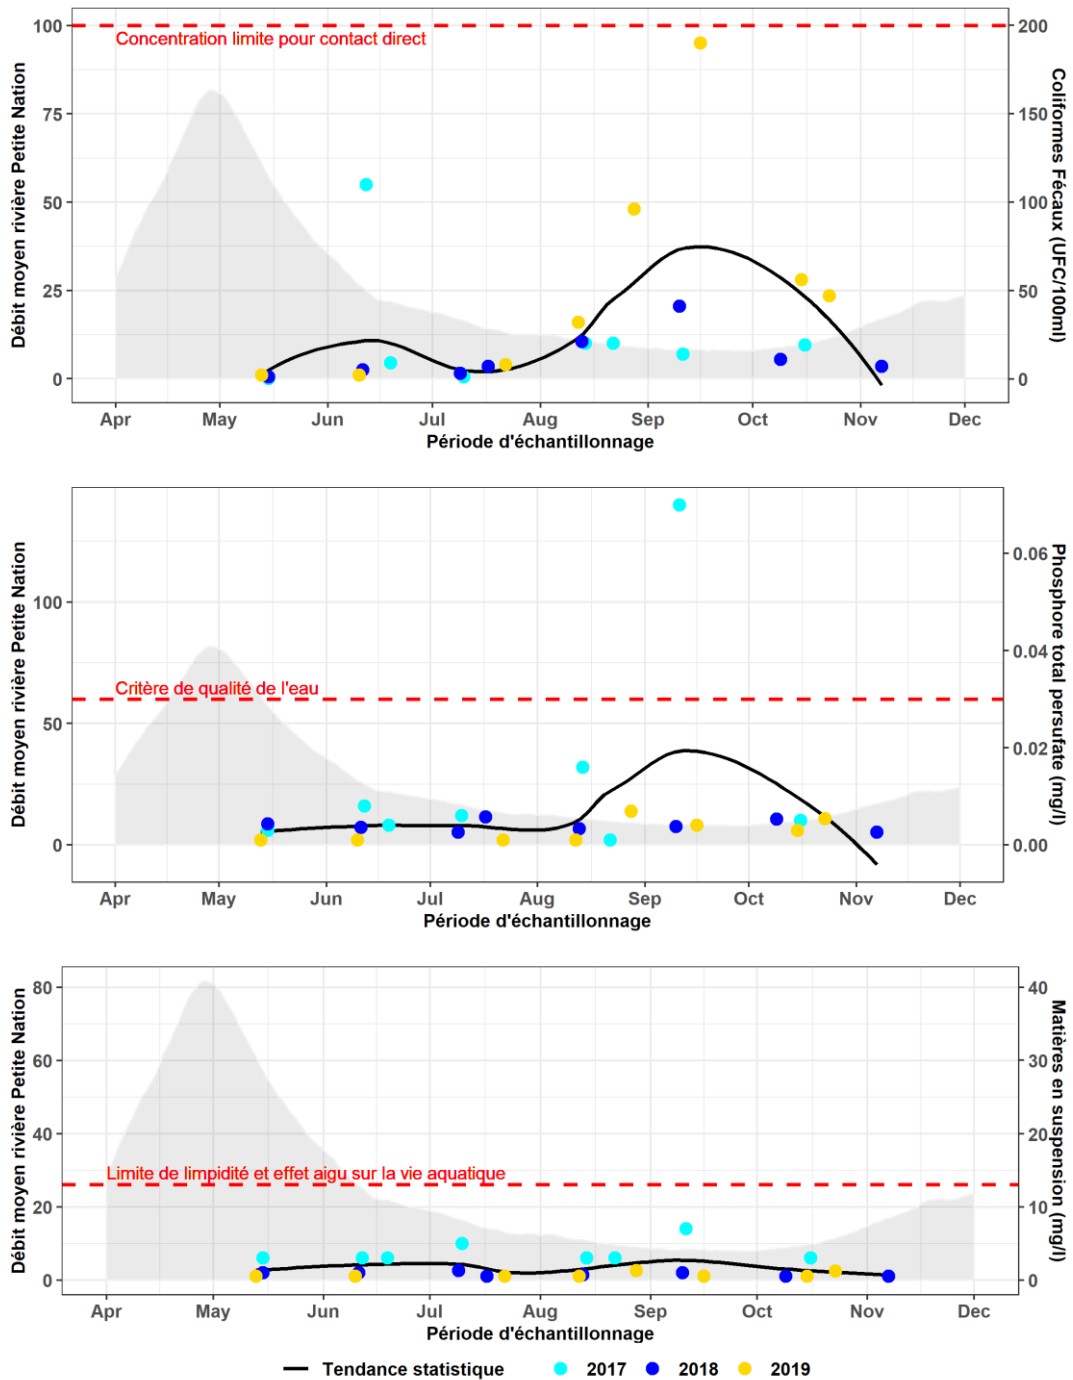 Concentration limite pour contact direct
Débit moyen rivière Petite Nation
100
75
50
25
0
Coliformes Fécaux (UFC/100ml)
200
150
100
50
0
Apr May Jun Jul Aug Sep Oct Nov Dec
Période d'échantillonnage
Critère de qualité de l'eau
Débit moyen rivière Petite Nation
100
50
0
Phosphore total persufate (mg/l)
0.06
0.04
0.02
0.00
Apr May Jun Jul Aug Sep Oct Nov Dec
Période d'échantillonnage
Limite de limpidité et effet aigu sur la vie aquatique
Débit moyen rivière Petite Nation
80
60
40
20
0
Matières en suspension (mg/l)
40
30
20
10
0
Apr May Jun Jul Aug Sep Oct Nov Dec
Période d'échantillonnage
Tendance statistique 2017 2018 2019